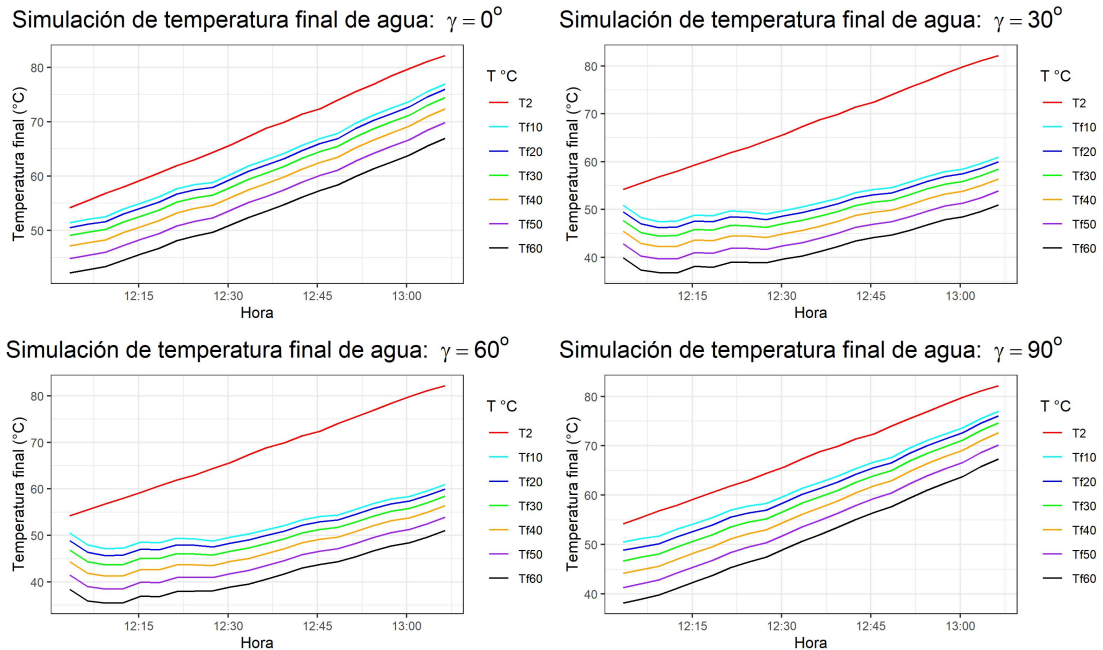 Simulación de temperatura final de agua: γ = 0°
Temperatura final (°C)
80
70
60
50
12:15 12:30 12:45 13:00
Hora
T °C
T2
Tf10
Tf20
Tf30
Tf40
Tf50
Tf60
Simulación de temperatura final de agua: γ = 30°
Temperatura final (°C)
80
70
60
50
40
12:15 12:30 12:45 13:00
Hora
T °C
T2
Tf10
Tf20
Tf30
Tf40
Tf50
Tf60
Simulación de temperatura final de agua: γ = 60°
Temperatura final (°C)
80
70
60
50
40
12:15 12:30 12:45 13:00
Hora
T °C
T2
Tf10
Tf20
Tf30
Tf40
Tf50
Tf60
Simulación de temperatura final de agua: γ = 90°
Temperatura final (°C)
80
70
60
50
40
12:15 12:30 12:45 13:00
Hora
T °C
T2
Tf10
Tf20
Tf30
Tf40
Tf50
Tf60